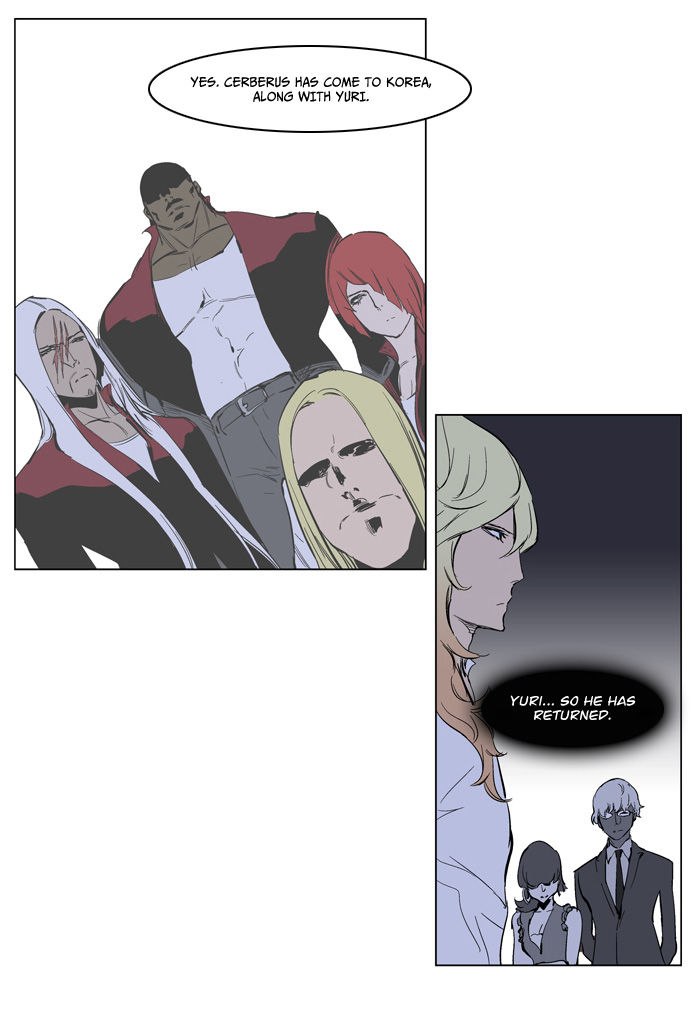 YES. CERBERUS HAS COME TO KOREA,
ALONG WITH YURI.
YURI... SO HE HAS
RETURNED.